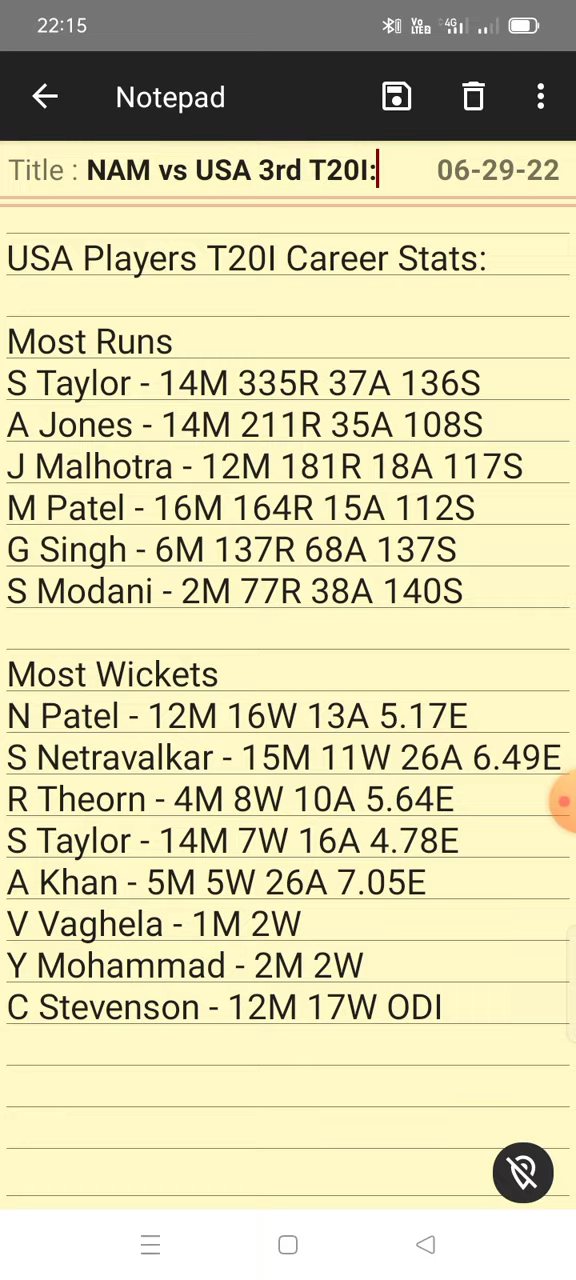 22:15
Vo LTE2 4G
Notepad
Title : NAM vs USA 3rd T20I: 06-29-22
USA Players T20I Career Stats:
Most Runs
S Taylor - 14M 335R 37A 136S
A Jones - 14M 211R 35A 108S
J Malhotra - 12M 181R 18A 117S
M Patel - 16M 164R 15A 112S
G Singh - 6M 137R 68A 137S
S Modani - 2M 77R 38A 140S
Most Wickets
N Patel - 12M 16W 13A 5.17E
S Netravalkar - 15M 11W 26A 6.49E
R Theorn - 4M 8W 10A 5.64E
S Taylor - 14M 7W 16A 4.78E
A Khan - 5M 5W 26A 7.05E
V Vaghela - 1M 2W
Y Mohammad - 2M 2W
C Stevenson - 12M 17W ODI